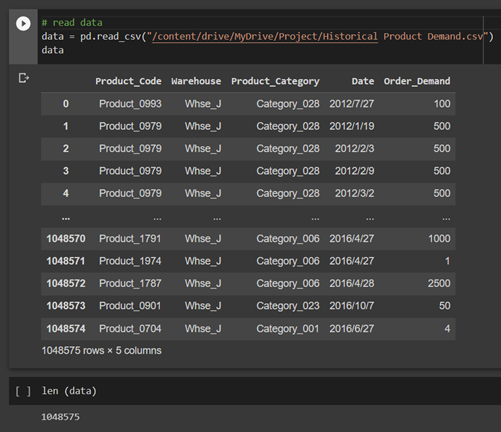 # read data
data = pd.read_csv("/content/drive/MyDrive/Project/Historical Product Demand.csv")
data
Product_Code Warehouse Product_Category Date Order_Demand
0 Product_0993 Whse_J Category_028 2012/7/27 100
1 Product_0979 Whse_J Category_028 2012/1/19 500
2 Product_0979 Whse_J Category_028 2012/2/3 500
3 Product_0979 Whse_J Category_028 2012/2/9 500
4 Product_0979 Whse_J Category_028 2012/3/2 500
... ... ... ... ... ...
1048570 Product_1791 Whse_J Category_006 2016/4/27 1000
1048571 Product_1974 Whse_J Category_006 2016/4/27 1
1048572 Product_1787 Whse_J Category_006 2016/4/28 2500
1048573 Product_0901 Whse_J Category_023 2016/10/7 50
1048574 Product_0704 Whse_J Category_001 2016/6/27 4
1048575 rows × 5 columns
[ ] len (data)
1048575